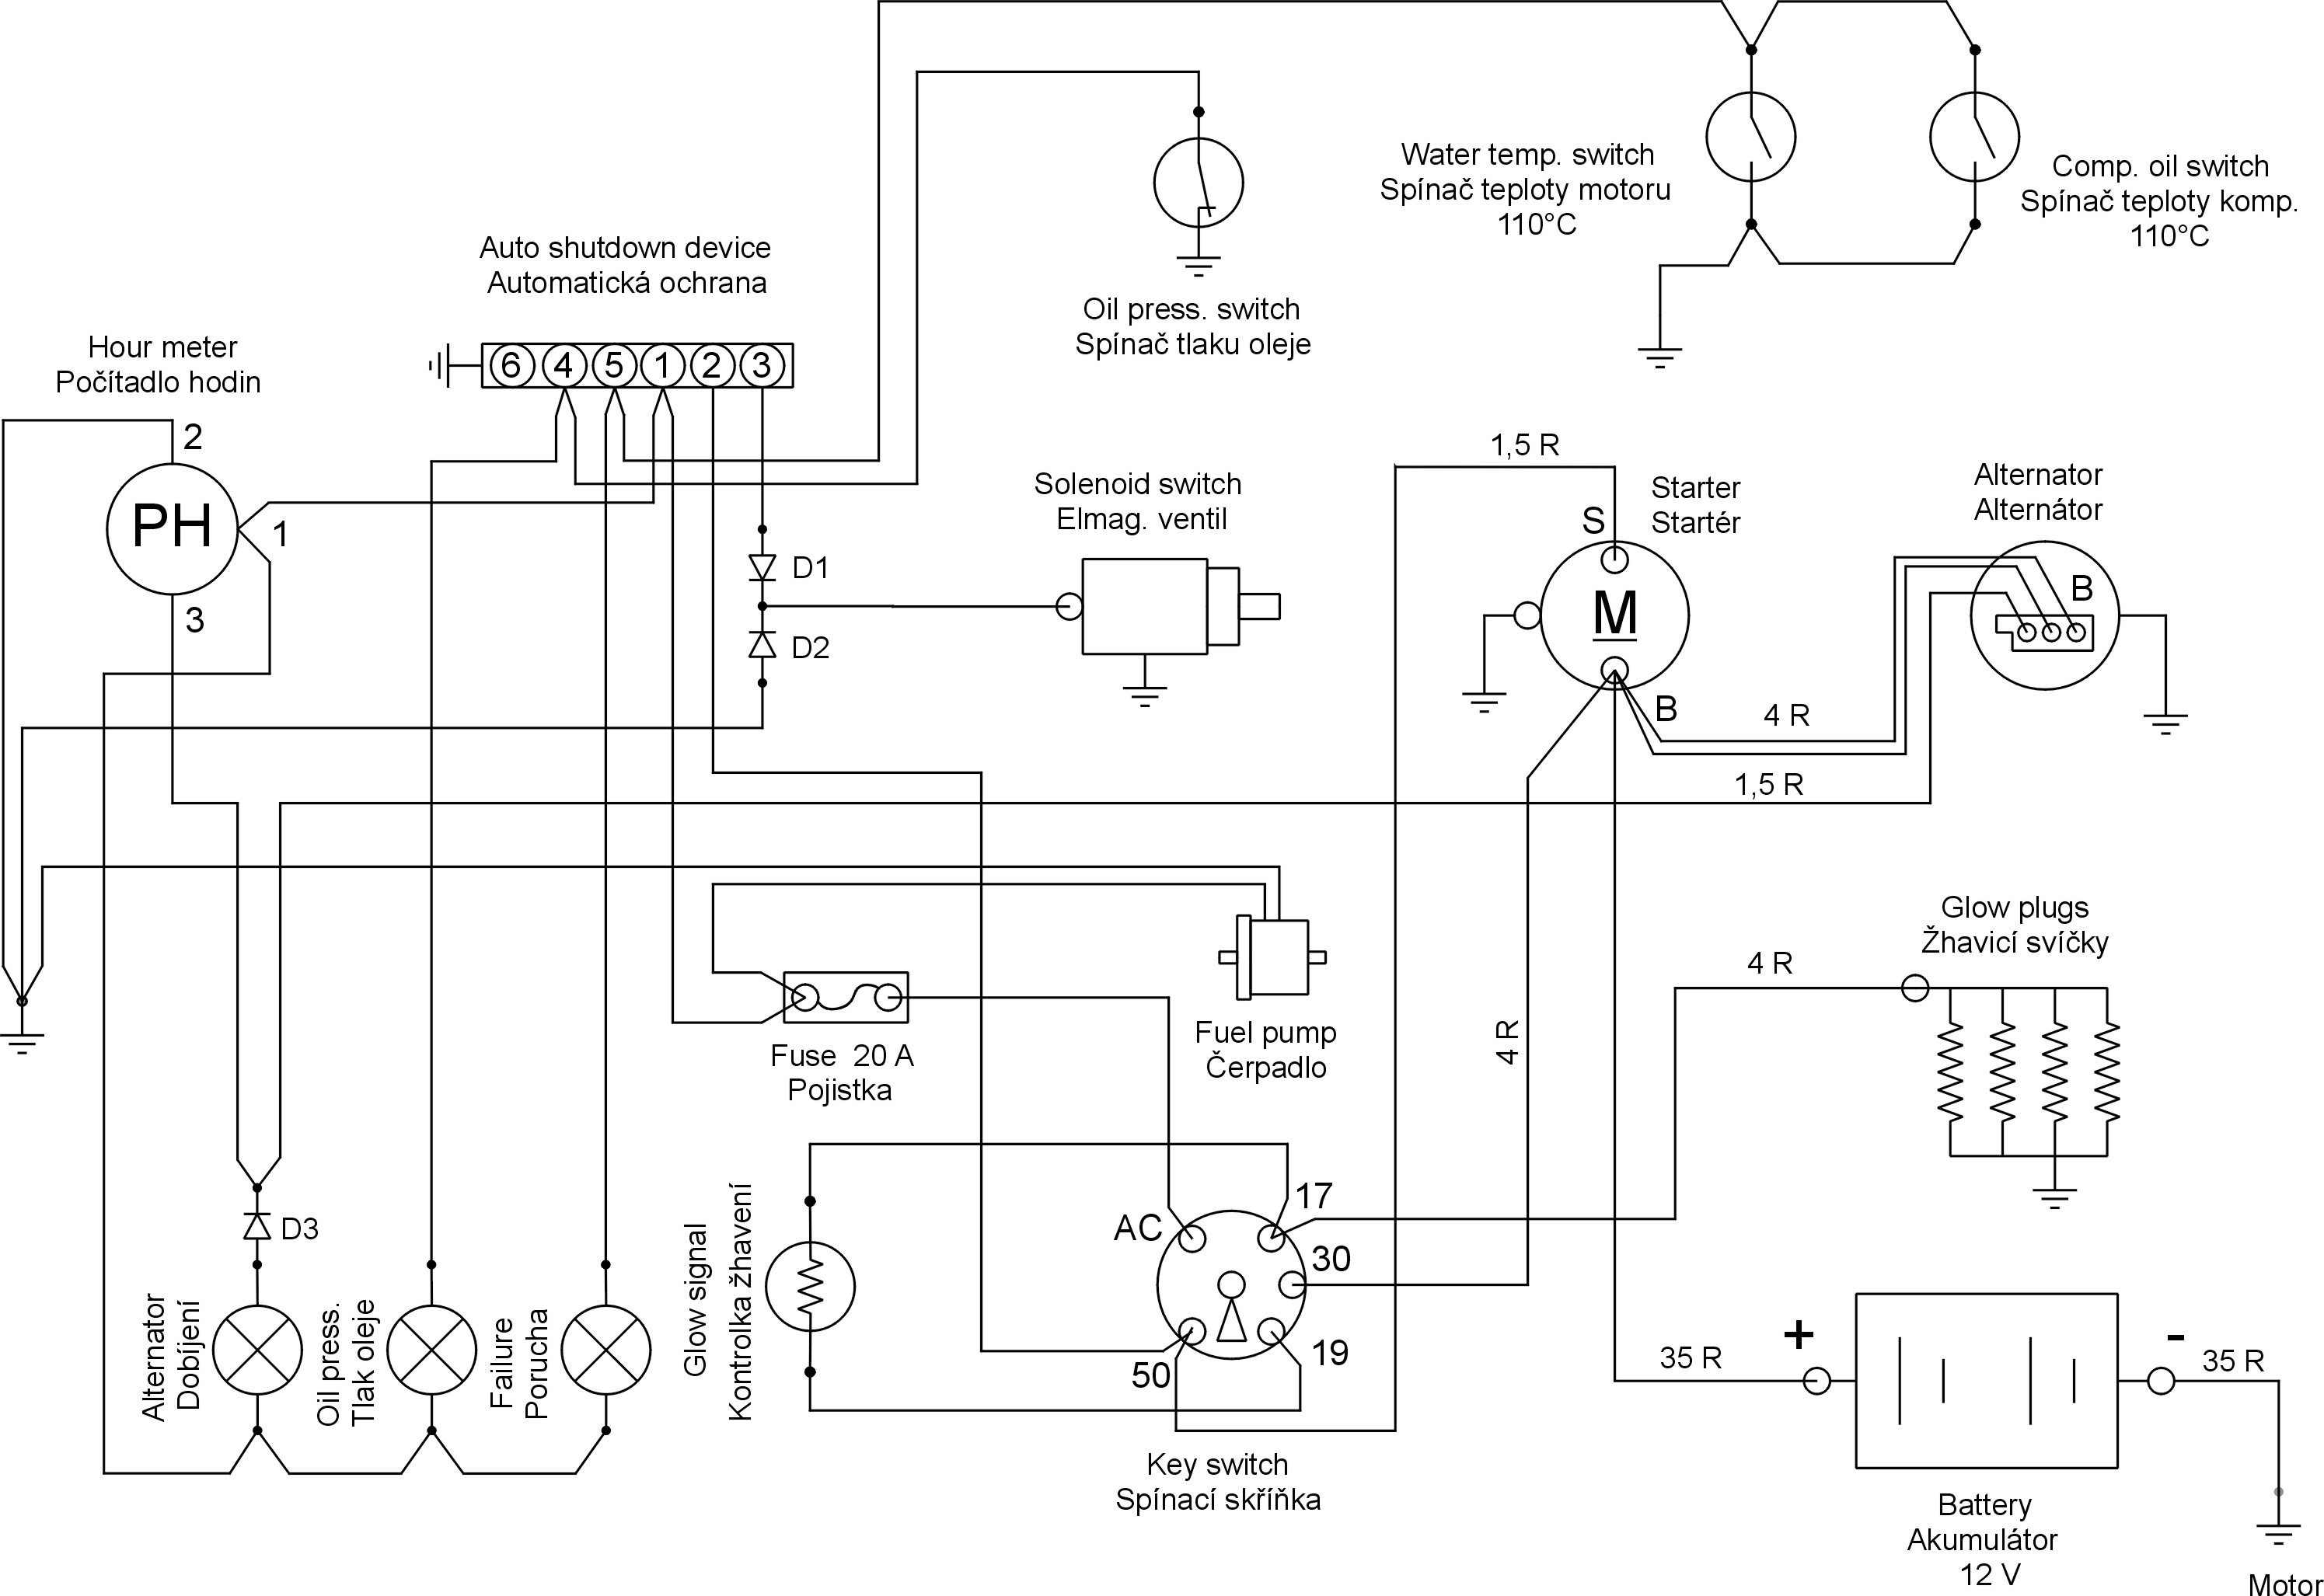 Water temp. switch
Spínač teploty motoru
110°C
Comp. oil switch
Spínač teploty komp.
110°C
Auto shutdown device
Automatická ochrana
Oil press. switch
Spínač tlaku oleje
Hour meter
Počítadlo hodin
6 4 5 1 2 3
2
PH
1
3
Solenoid switch
Elmag. ventil
D1
D2
1,5 R
Starter
Startér
S
M
B
Alternator
Alternátor
B
4 R
1,5 R
Glow plugs
Žhavicí svíčky
4 R
4 R
Fuel pump
Čerpadlo
Fuse 20 A
Pojistka
D3
Alternator
Dobíjení
Oil press.
Tlak oleje
Failure
Porucha
Glow signal
Kontrolka žhavení
AC
17
30
19
50
Key switch
Spínací skříňka
35 R
+
-
35 R
Battery
Akumulátor
12 V
Motor